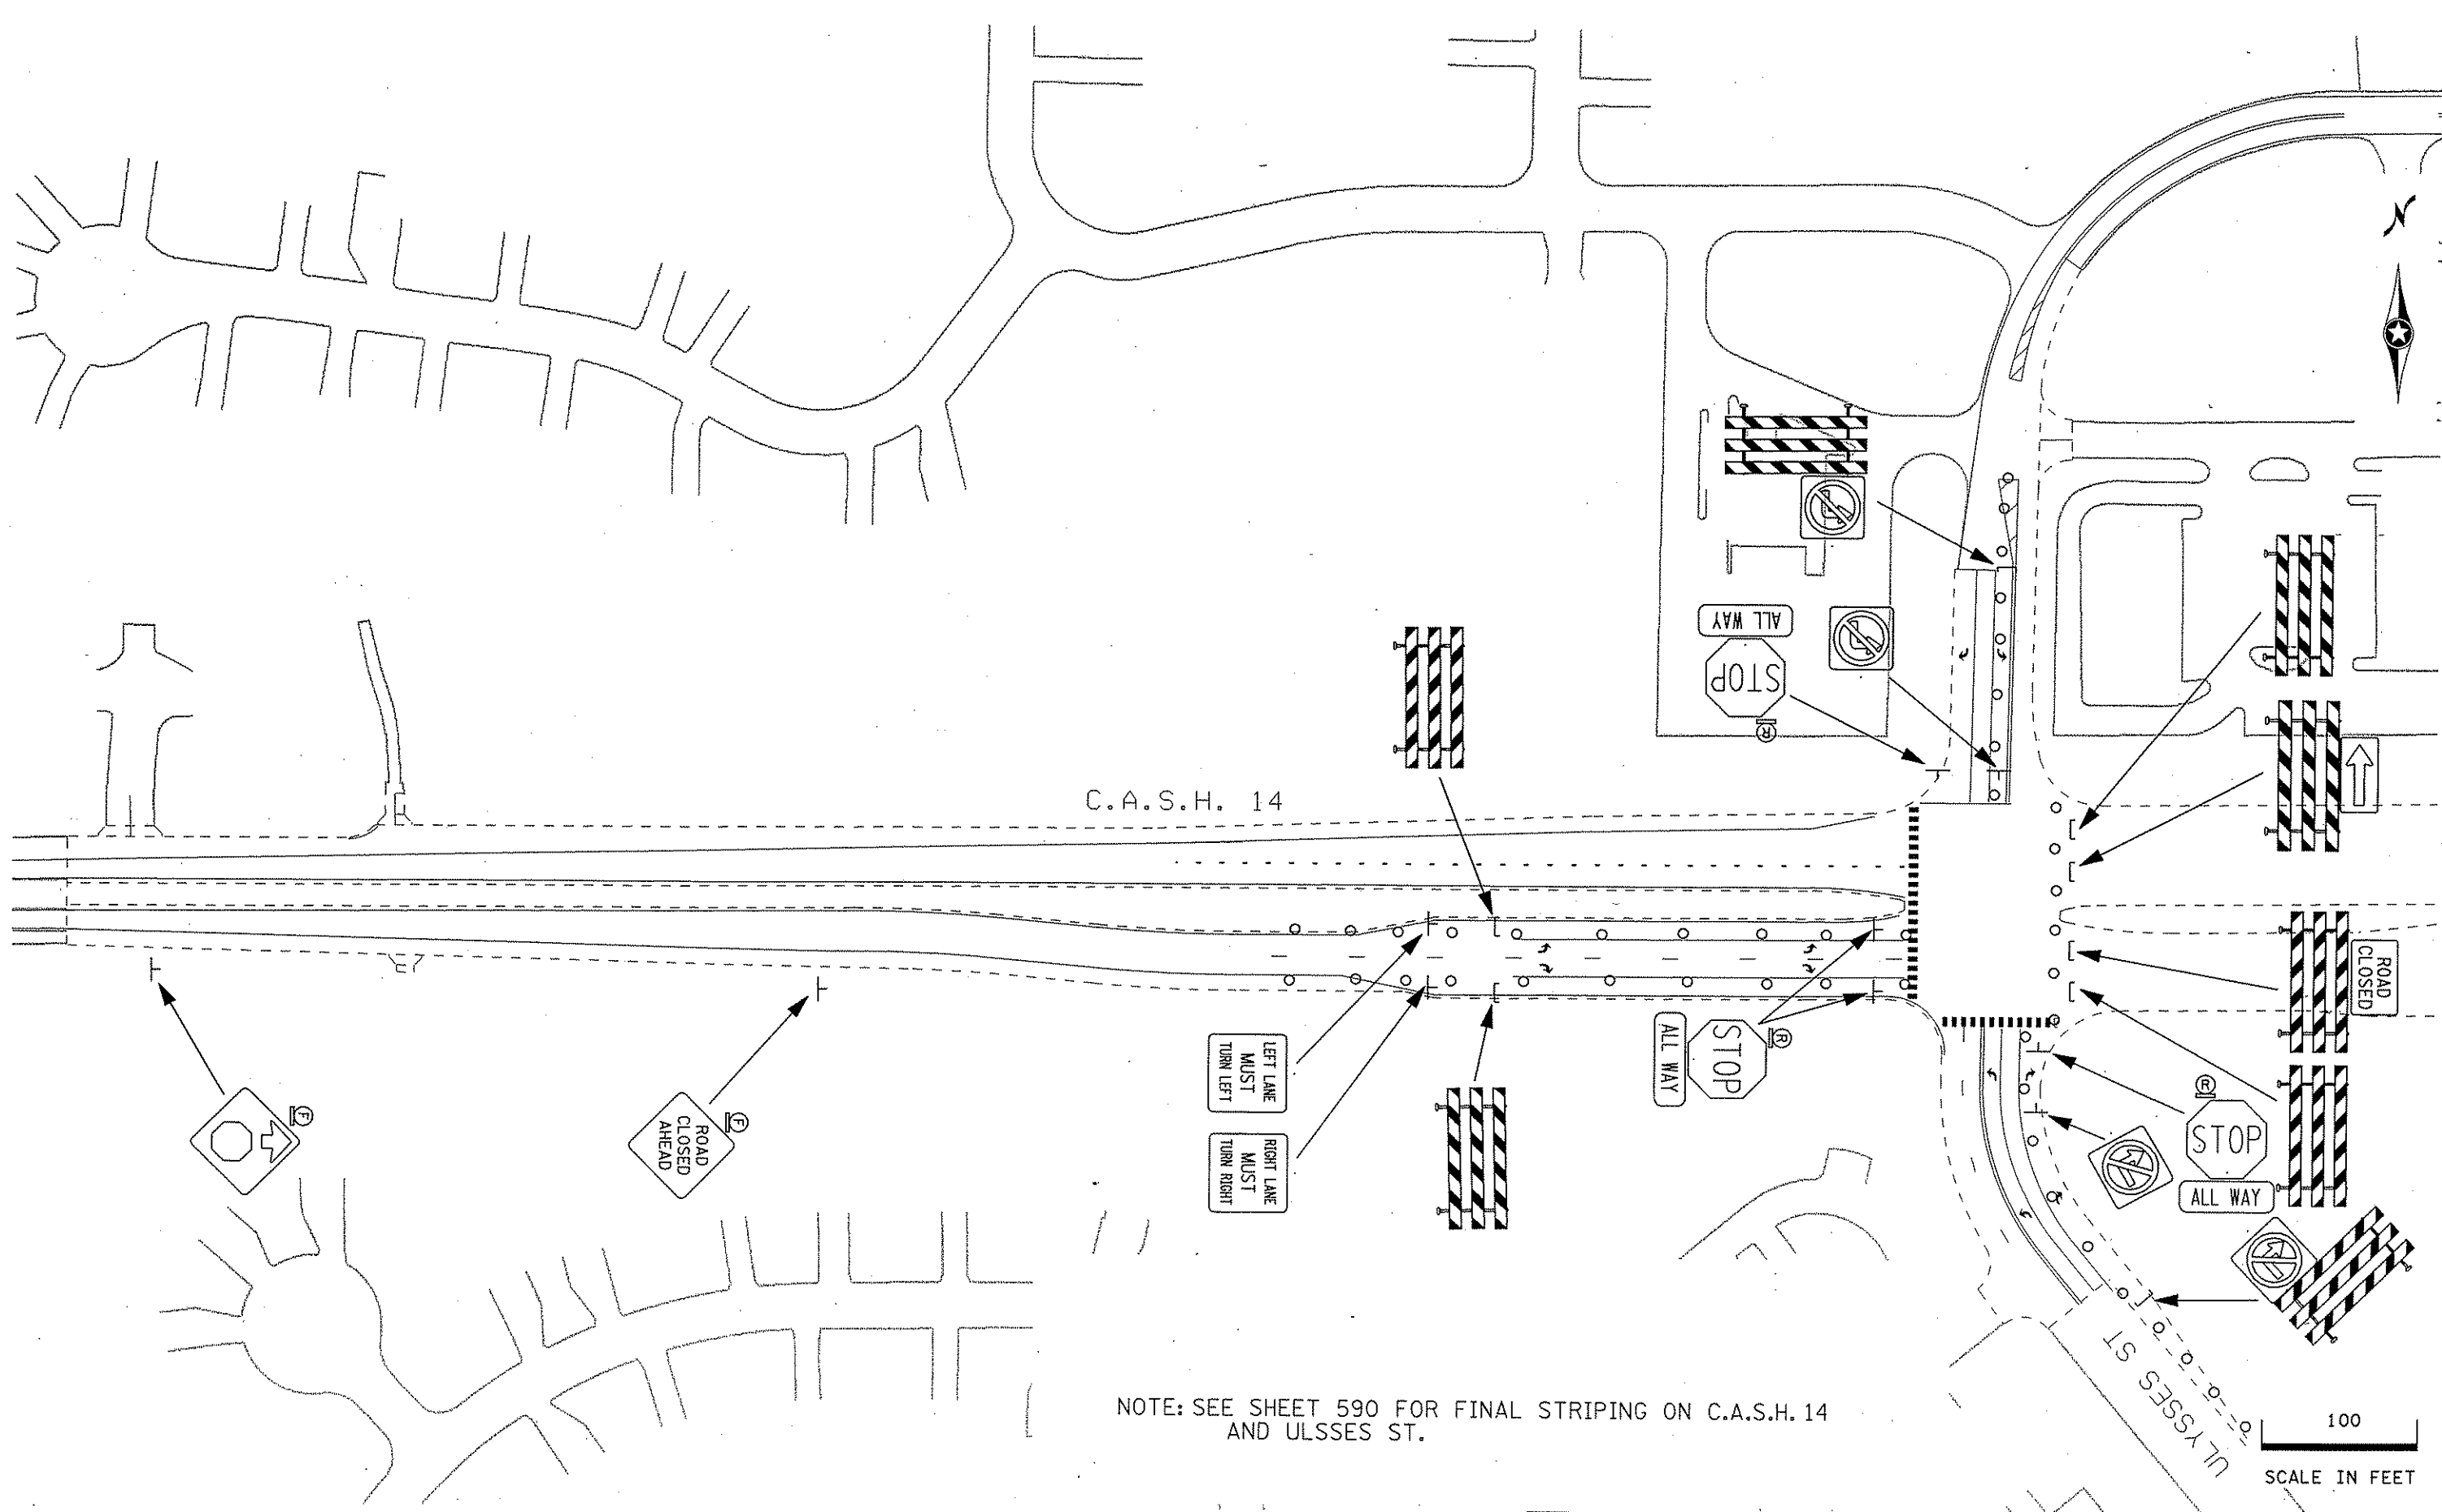 N
ALL WAY
STOP
R
C.A.S.H. 14
ROAD
CLOSED
LEFT LANE
MUST
TURN LEFT
RIGHT LANE
MUST
TURN RIGHT
ALL WAY
STOP
R
R
STOP
ALL WAY
F
F
ROAD
CLOSED
AHEAD
ULYSSES ST
NOTE: SEE SHEET 590 FOR FINAL STRIPING ON C.A.S.H. 14
AND ULSSES ST.
100
SCALE IN FEET